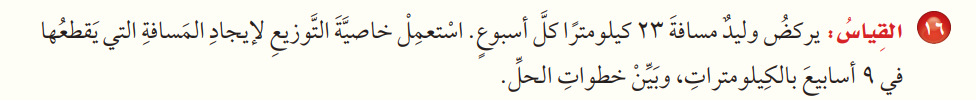 ١٦ القِياسُ: يركضُ وليدٌ مسافةَ ٢٣ كيلومترًا كلَّ أسبوعٍ. اسْتعمِلْ خاصيَّةَ التَّوزيعِ لإيجادِ المَسافةِ التي يَقطعُها
في ٩ أسابيعَ بالكِيلومتراتِ، وبَيِّنْ خطواتِ الحلِّ.